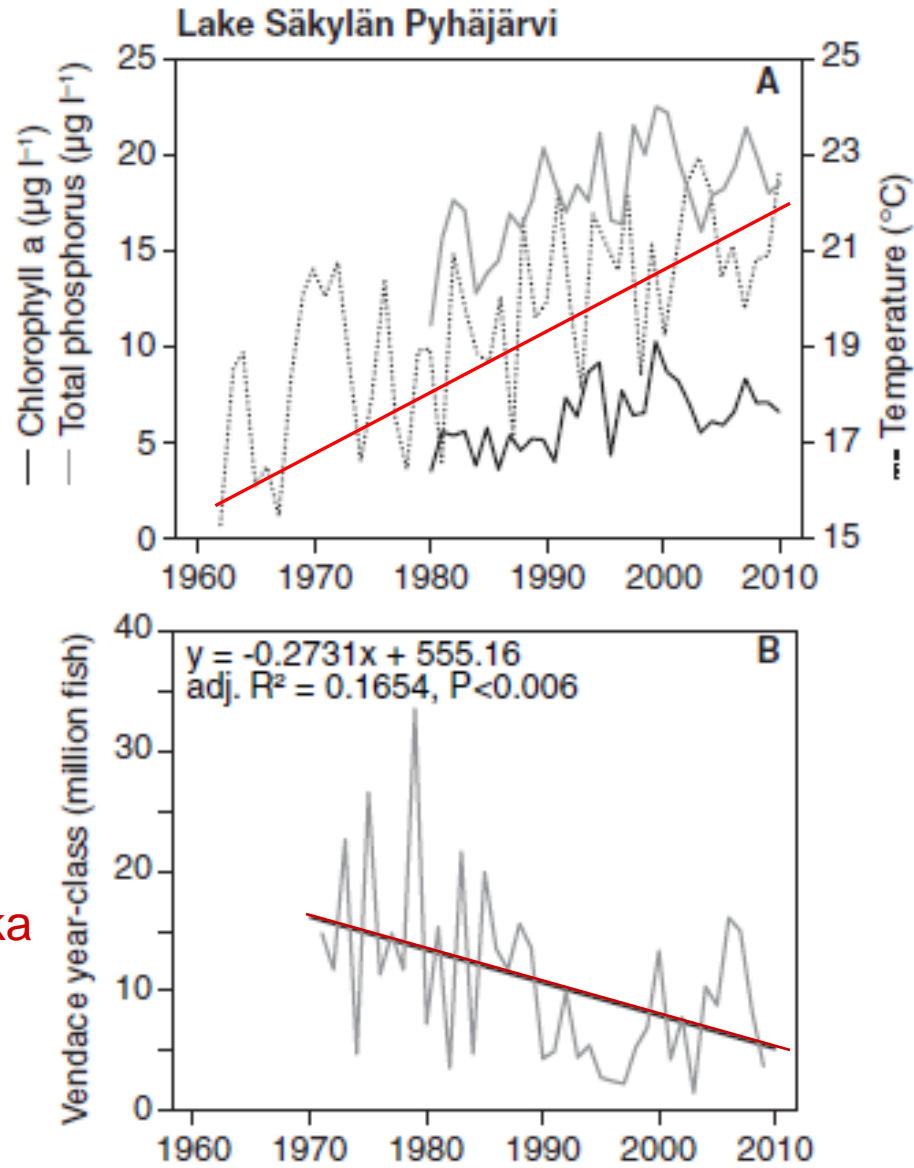 Lake Säkylän Pyhäjärvi
A
— Chlorophyll a (µg l⁻¹)
— Total phosphorus (µg l⁻¹)
25
20
15
10
5
0
25
23
21
19
17
15
Temperature (°C)
1960 1970 1980 1990 2000 2010
B
y = -0.2731x + 555.16
adj. R² = 0.1654, P<0.006
Vendace year-class (million fish)
40
30
20
10
0
1960 1970 1980 1990 2000 2010
ka